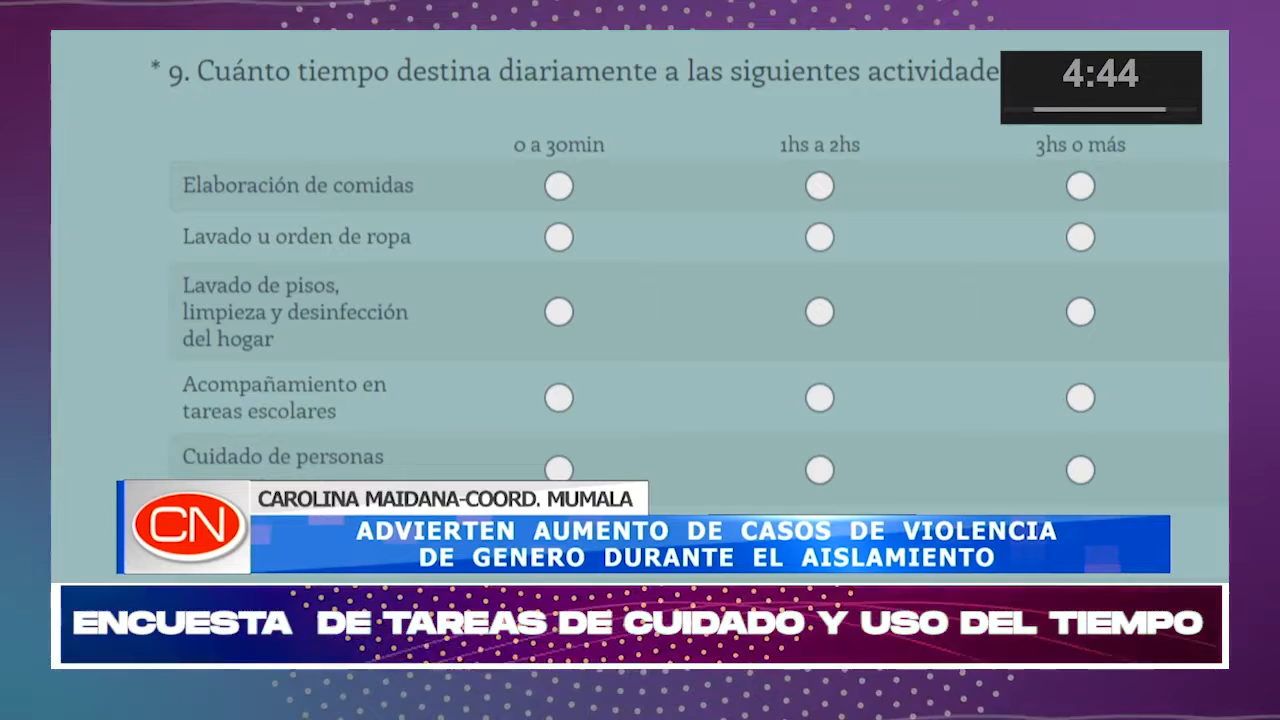 * 9. Cuánto tiempo destina diariamente a las siguientes actividade
4:44
0 a 30min 1hs a 2hs 3hs o más
Elaboración de comidas
Lavado u orden de ropa
Lavado de pisos,
limpieza y desinfección
del hogar
Acompañamiento en
tareas escolares
Cuidado de personas
CAROLINA MAIDANA-COORD. MUMALA
CN
ADVIERTEN AUMENTO DE CASOS DE VIOLENCIA
DE GENERO DURANTE EL AISLAMIENTO
ENCUESTA DE TAREAS DE CUIDADO Y USO DEL TIEMPO